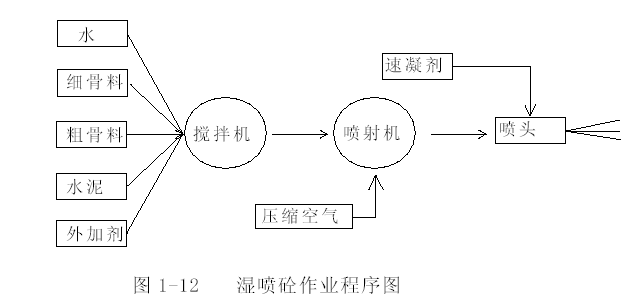 水
细骨料
粗骨料
水泥
外加剂
搅拌机
喷射机
压缩空气
速凝剂
喷头
图 1-12 湿喷砼作业程序图